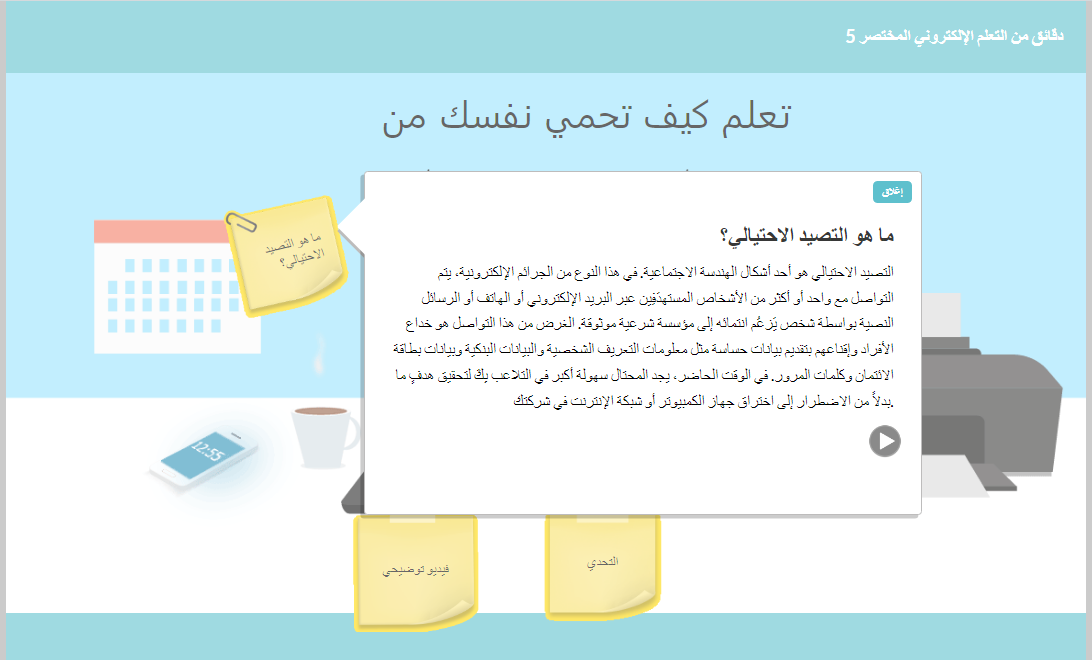 دقائق من التعلم الإلكتروني المختصر 5
تعلم كيف تحمي نفسك من
إغلاق
ما هو التصيد الاحتيالي؟
التصيد الاحتيالي هو أحد أشكال الهندسة الاجتماعية. في هذا النوع من الجرائم الإلكترونية، يتم
التواصل مع واحد أو أكثر من الأشخاص المستهدَفِين عبر البريد الإلكتروني أو الهاتف أو الرسائل
النصية بواسطة شخص يَزعُم انتمائه إلى مؤسسة شرعية موثوقة. الغرض من هذا التواصل هو خداع
الأفراد وإقناعهم بتقديم بيانات حساسة مثل معلومات التعريف الشخصية والبيانات البنكية وبيانات بطاقة
الائتمان وكلمات المرور. في الوقت الحاضر، يجد المحتال سهولة أكبر في التلاعب بِكَ لتحقيق هدفٍ ما
.بدلاً من الاضطرار إلى اختراق جهاز الكمبيوتر أو شبكة الإنترنت في شركتك
ما هو التصيد
الاحتيالي؟
12:55
فيديو توضيحي
التحدي